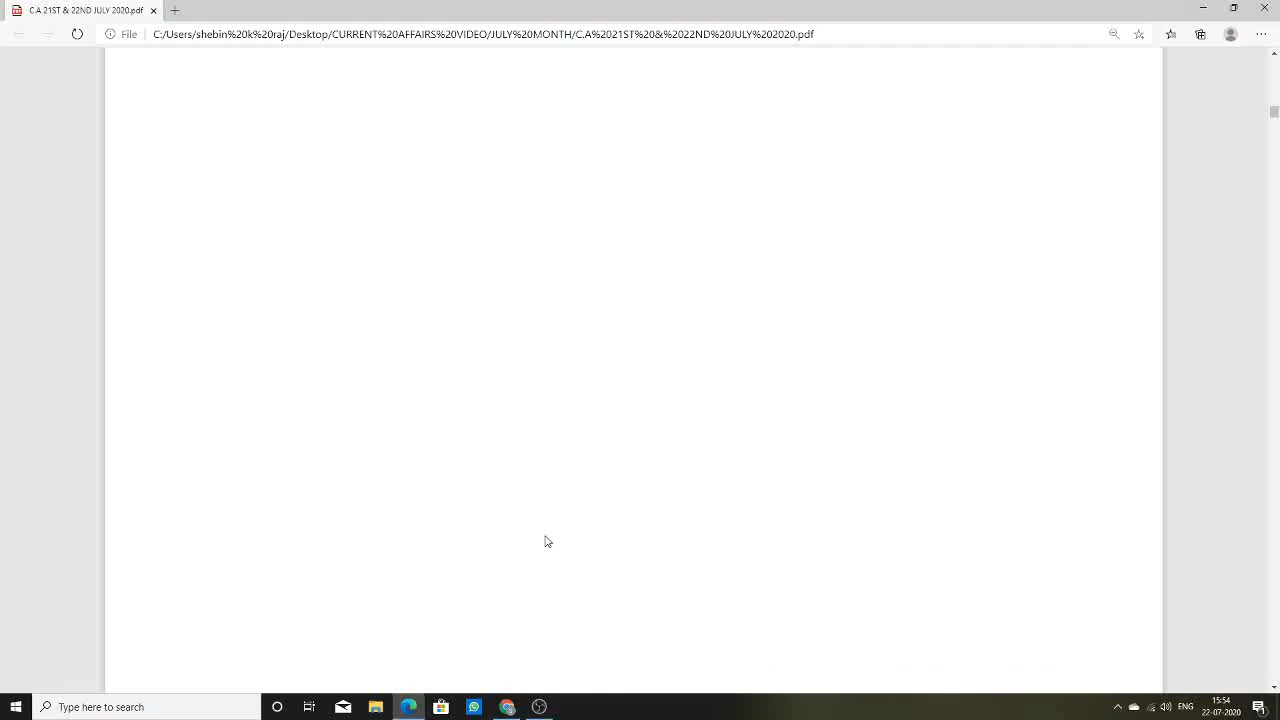 C.A 21ST & 22ND JULY 2020.pdf
File
C:/Users/shebin%20k%20raj/Desktop/CURRENT%20AFFAIRS%20VIDEO/JULY%20MONTH/C.A%2021ST%20&%2022ND%20JULY%202020.pdf
Type here to search
ENG
15:54
22-07-2020